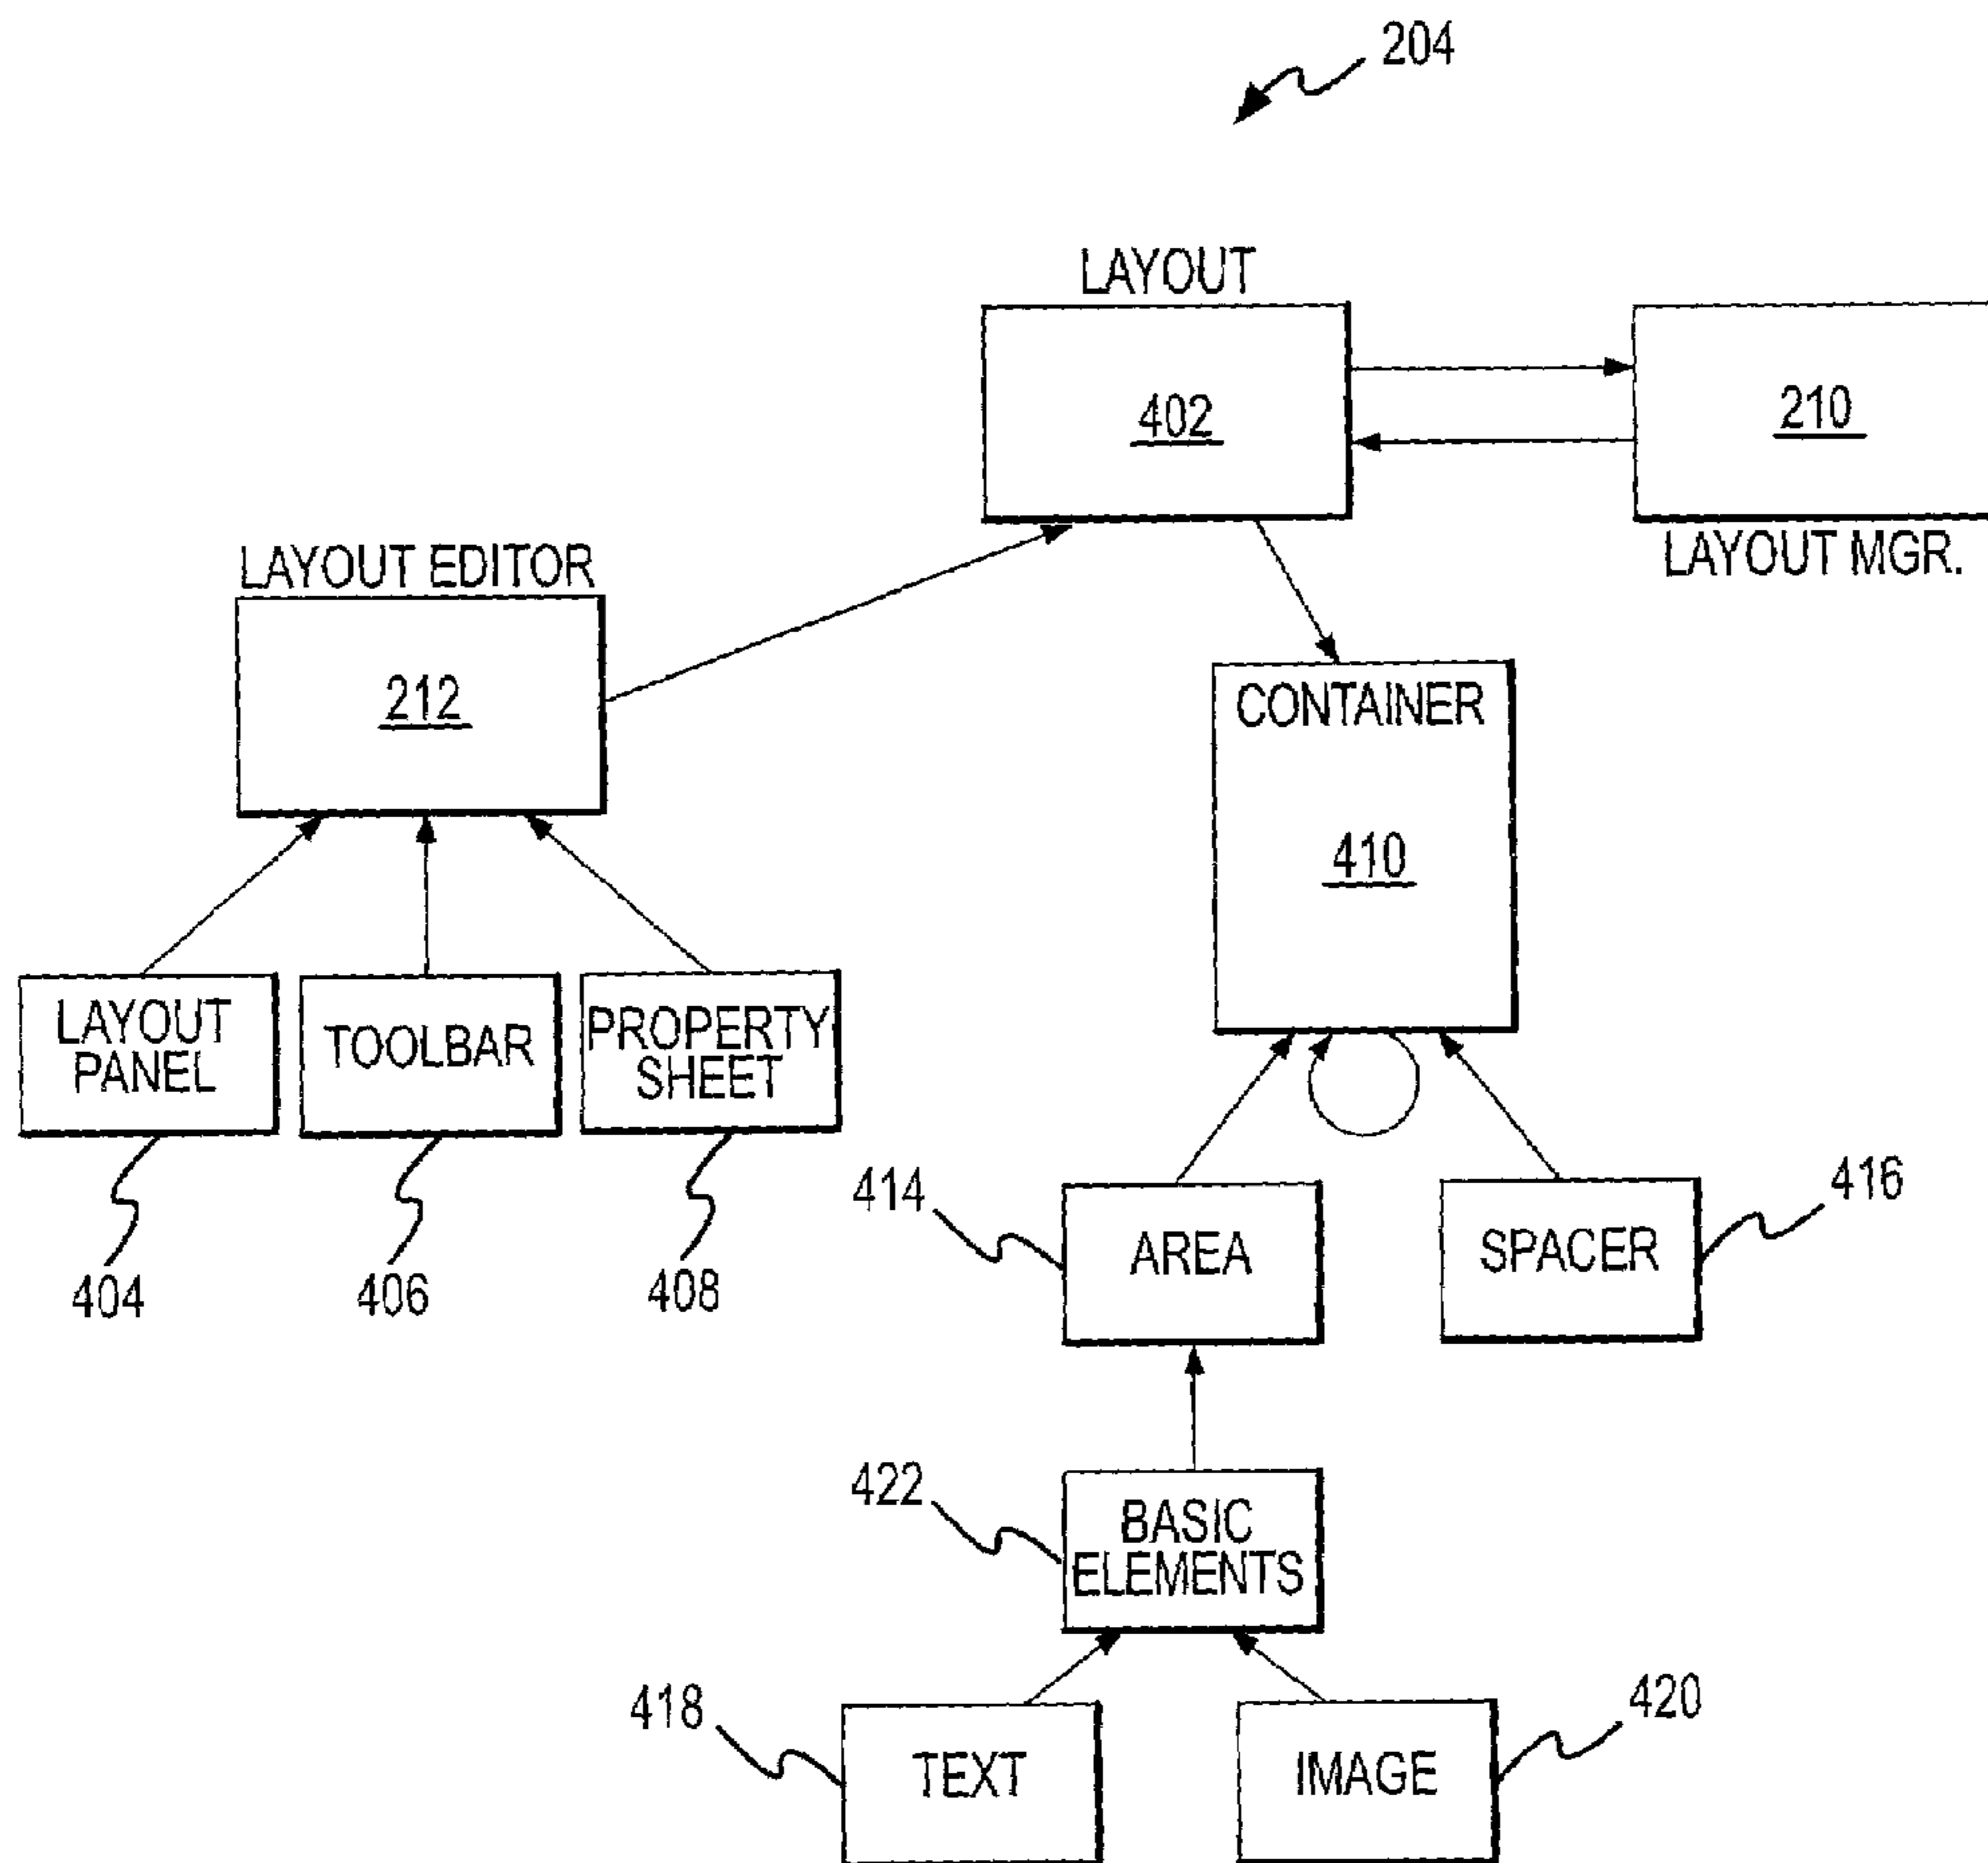 204
LAYOUT
402
210
LAYOUT MGR.
LAYOUT EDITOR
212
CONTAINER
410
LAYOUT
PANEL
TOOLBAR
PROPERTY
SHEET
404
406
408
414
AREA
SPACER
416
422
BASIC
ELEMENTS
418
TEXT
IMAGE
420